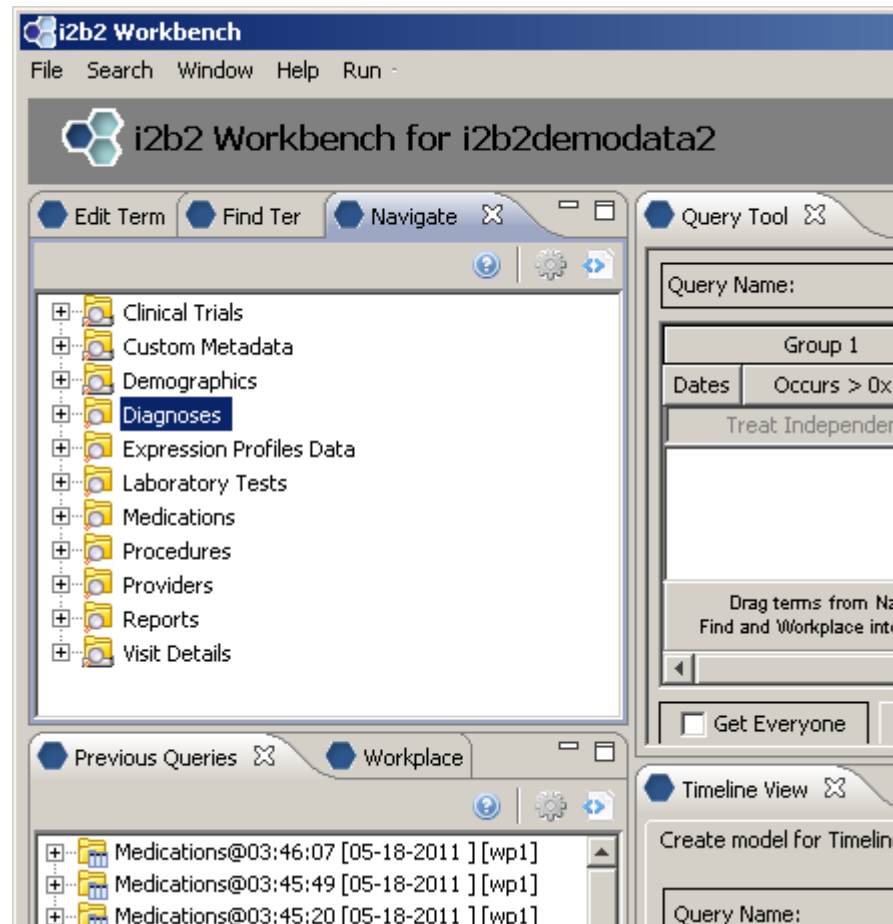 i2b2 Workbench
File Search Window Help Run
i2b2 Workbench for i2b2demodata2
Edit Term Find Ter Navigate
Clinical Trials
Custom Metadata
Demographics
Diagnoses
Expression Profiles Data
Laboratory Tests
Medications
Procedures
Providers
Reports
Visit Details
Previous Queries Workplace
Medications@03:46:07 [05-18-2011 ] [wp1]
Medications@03:45:49 [05-18-2011 ] [wp1]
Medications@03:45:20 [05-18-2011 ] [wp1]
Query Tool
Query Name:
Group 1
Dates Occurs > 0x
Treat Independen
Drag terms from Na
Find and Workplace int
Get Everyone
Timeline View
Create model for Timelin
Query Name: